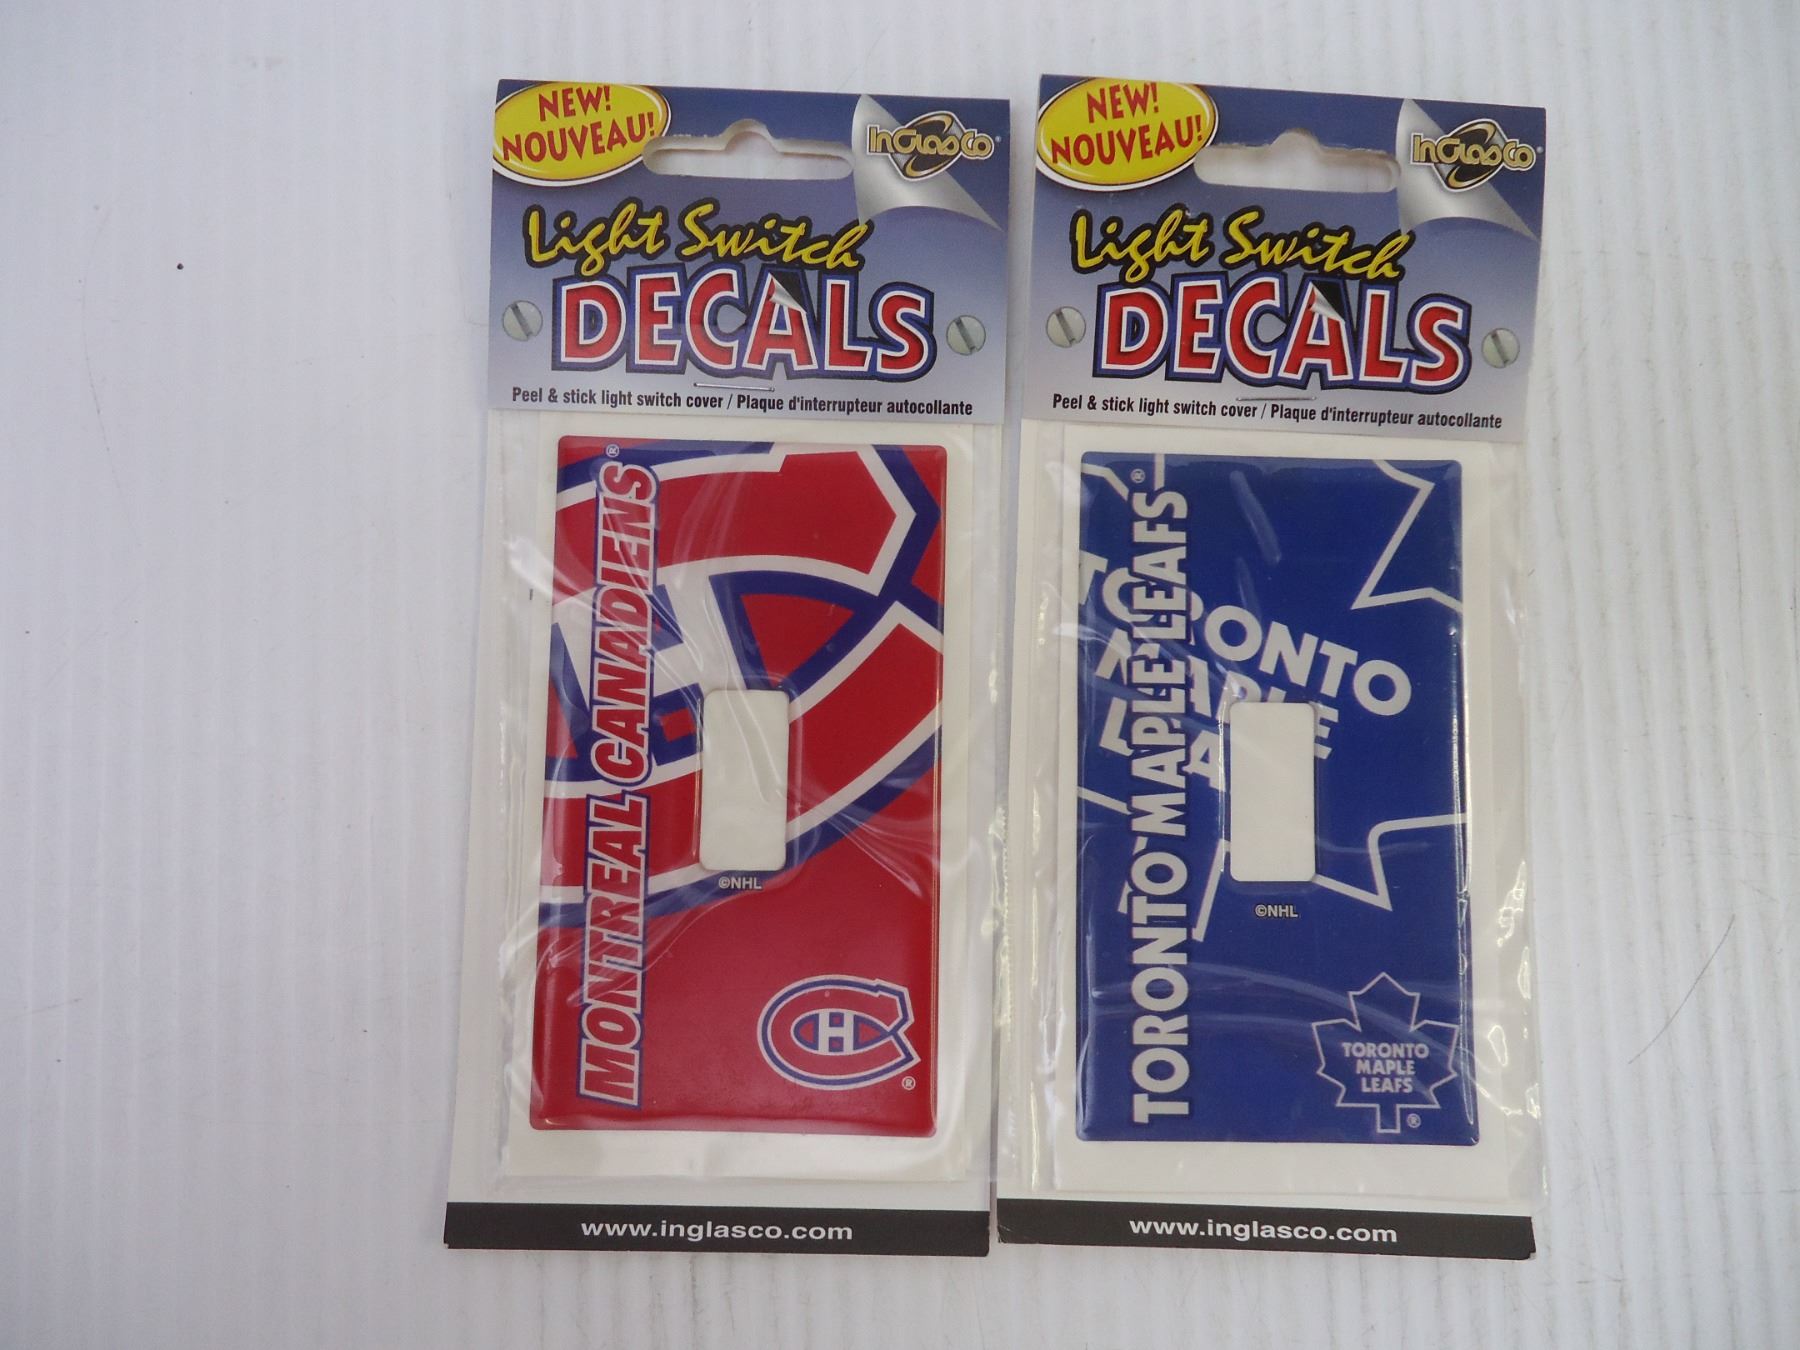 NEW!
NOUVEAU!
InGlasCo®
Light Switch
DECALS
Peel & stick light switch cover / Plaque d'interrupteur autocollante
MONTREAL CANADIENS®
©NHL
H
®
www.inglasco.com
NEW!
NOUVEAU!
InGlasCo®
Light Switch
DECALS
Peel & stick light switch cover / Plaque d'interrupteur autocollante
TORONTO MAPLE LEAFS®
TORONTO
©NHL
TORONTO
MAPLE
LEAFS
®
www.inglasco.com